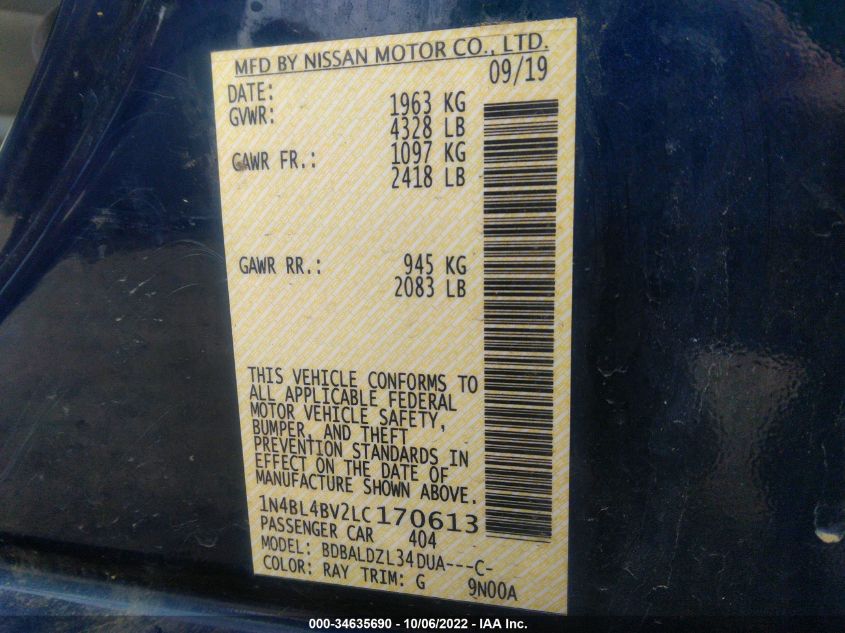 MFD BY NISSAN MOTOR CO., LTD.
DATE: 09/19
GVWR: 1963 KG
4328 LB
GAWR FR.: 1097 KG
2418 LB
GAWR RR.: 945 KG
2083 LB
THIS VEHICLE CONFORMS TO
ALL APPLICABLE FEDERAL
MOTOR VEHICLE SAFETY,
BUMPER, AND THEFT
PREVENTION STANDARDS IN
EFFECT ON THE DATE OF
MANUFACTURE SHOWN ABOVE.
1N4BL4BV2LC170613
PASSENGER CAR 404
MODEL: BDBALDZL34DUA---C-
COLOR: RAY TRIM: G 9N00A
000-34635690 - 10/06/2022 - IAA Inc.